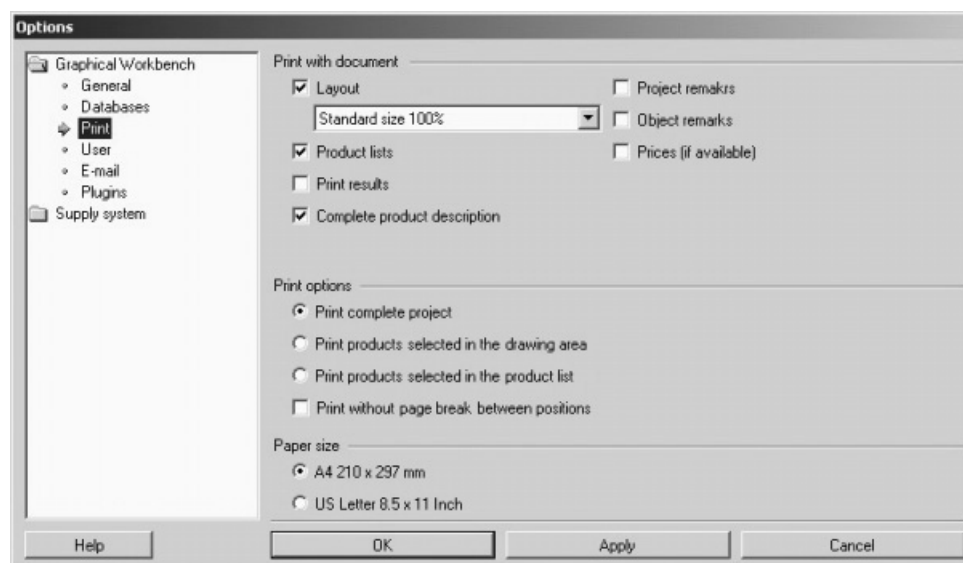 Options
Graphical Workbench
General
Databases
Print
User
E-mail
Plugins
Supply system
Print with document
Layout
Project remakrs
Standard size 100%
Object remarks
Product lists
Prices (if available)
Print results
Complete product description
Print options
Print complete project
Print products selected in the drawing area
Print products selected in the product list
Print without page break between positions
Paper size
A4 210 x 297 mm
US Letter 8.5 x 11 Inch
Help
OK
Apply
Cancel